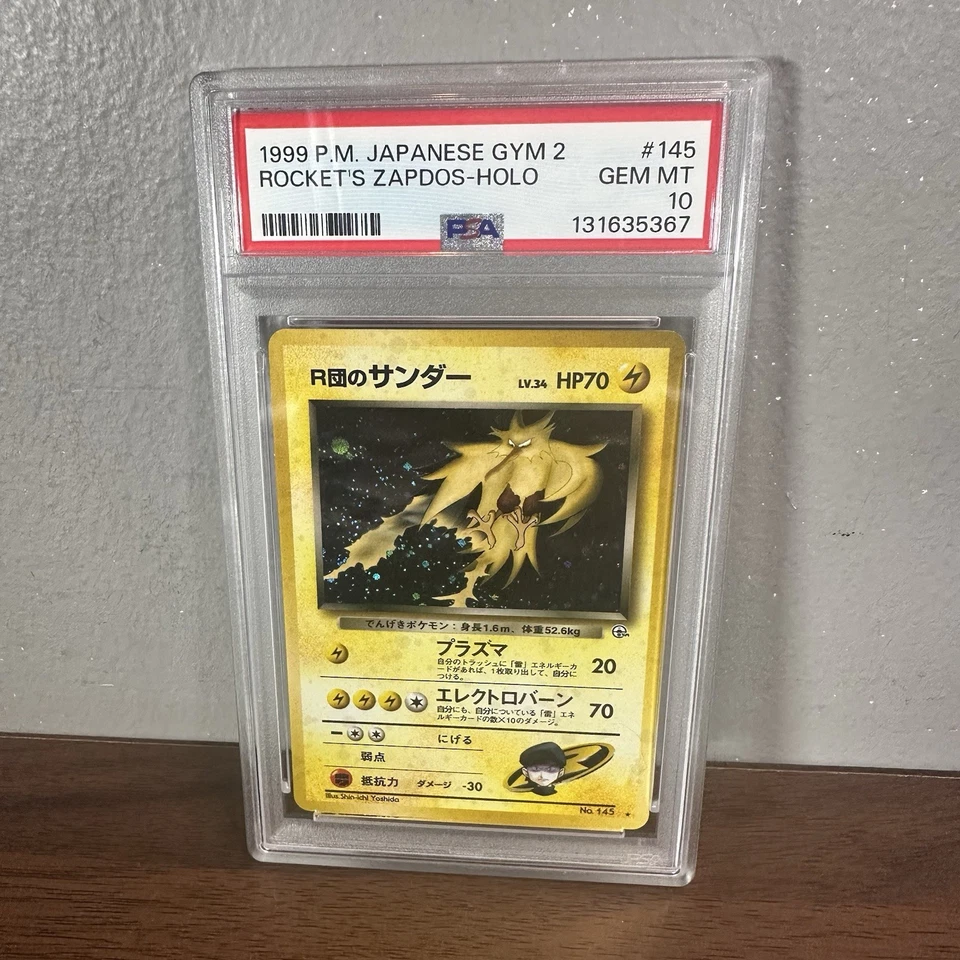 1999 P.M. JAPANESE GYM 2 #145
ROCKET'S ZAPDOS-HOLO GEM MT
10
PSA 131635367
R団のサンダー LV.34 HP70
でんげきポケモン：身長1.6m、体重52.6kg
プラズマ
自分のトラッシュに「雷」エネルギーカ
ードがあれば、1枚取り出して、自分に
つける。
20
エレクトロバーン
自分にも、自分についている「雷」エネ
ルギーカードの数×10のダメージ。
70
にげる
弱点
抵抗力 ダメージ -30
Illus. Shin-ichi Yoshida
No. 145
R